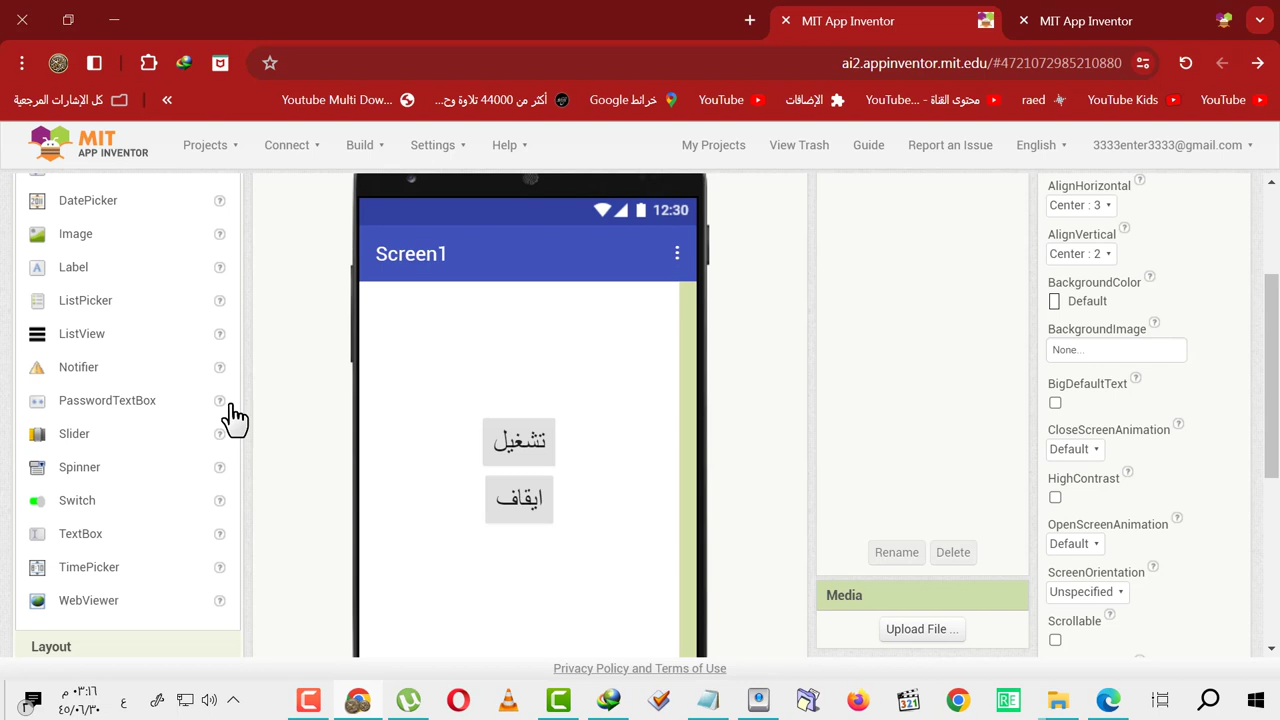 MIT App Inventor
MIT App Inventor
ai2.appinventor.mit.edu/#4721072985210880
كل الإشارات المرجعية
Youtube Multi Dow...
أكثر من 44000 تلاوة وح...
خرائط Google
YouTube
الإضافات
محتوى القناة - YouTube...
raed
YouTube Kids
YouTube
MIT
APP INVENTOR
Projects
Connect
Build
Settings
Help
My Projects
View Trash
Guide
Report an Issue
English
3333enter3333@gmail.com
DatePicker
Image
Label
ListPicker
ListView
Notifier
PasswordTextBox
Slider
Spinner
Switch
TextBox
TimePicker
WebViewer
Layout
12:30
Screen1
تشغيل
ايقاف
Rename
Delete
Media
Upload File ...
AlignHorizontal
Center : 3
AlignVertical
Center : 2
BackgroundColor
Default
BackgroundImage
None...
BigDefaultText
CloseScreenAnimation
Default
HighContrast
OpenScreenAnimation
Default
ScreenOrientation
Unspecified
Scrollable
Privacy Policy and Terms of Use
٠٣:١٦ م
ع